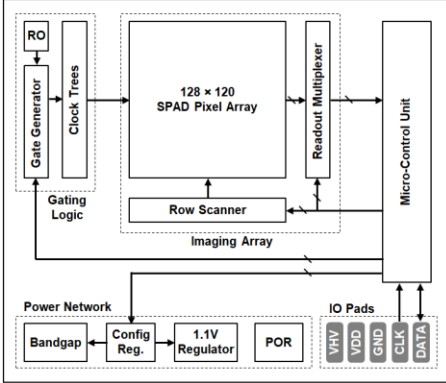 RO
Gate Generator
Clock Trees
Gating
Logic
128 × 120
SPAD Pixel Array
Readout Multiplexer
Row Scanner
Imaging Array
Micro-Control Unit
Power Network
Bandgap
Config
Reg.
1.1V
Regulator
POR
IO Pads
VHV
VDD
GND
CLK
DATA